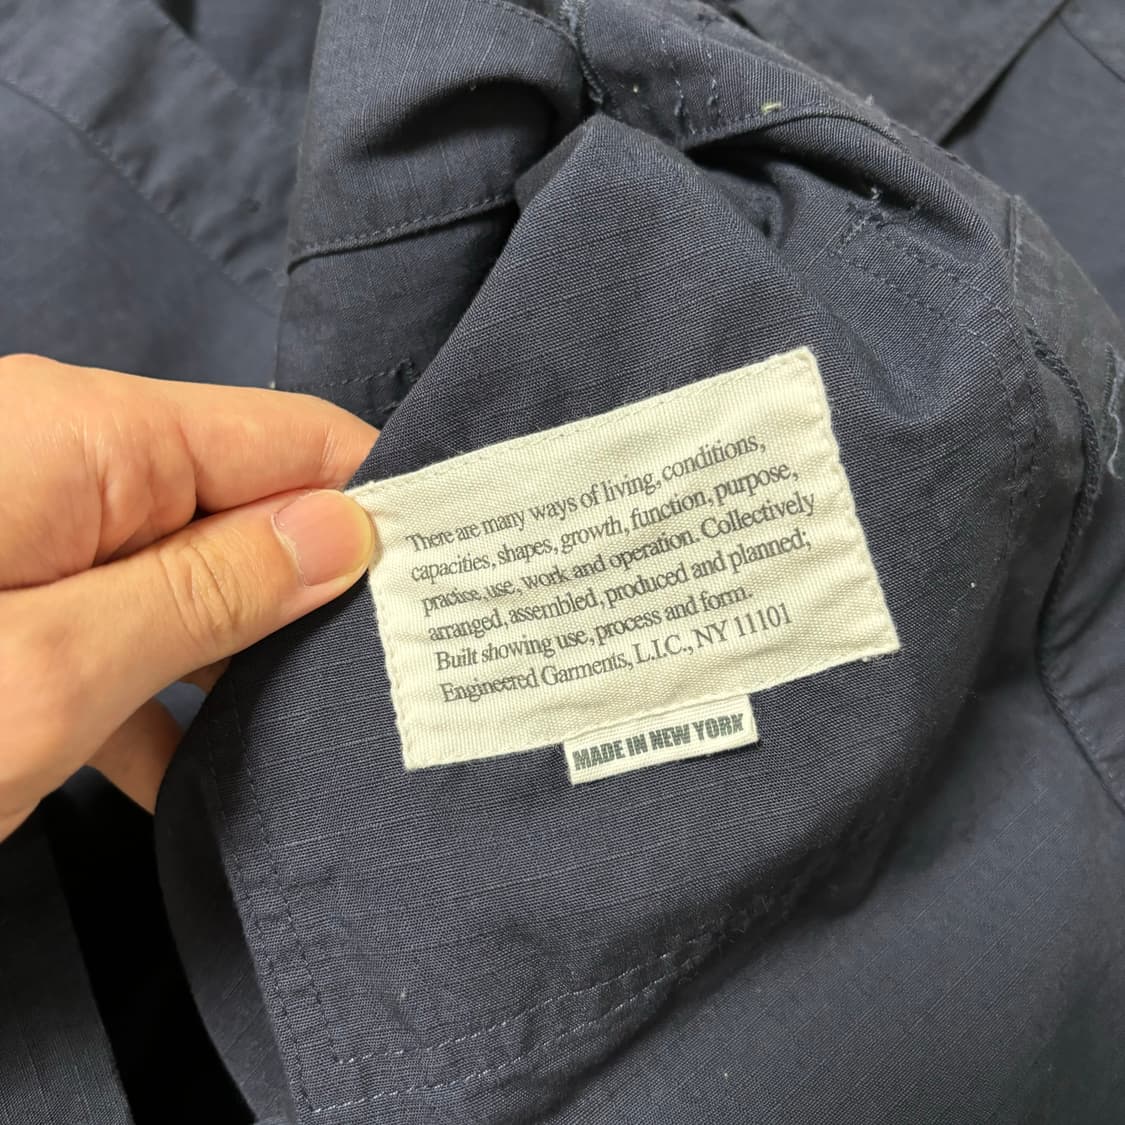 There are many ways of living, conditions,
capacities, shapes, growth, function, purpose,
practise, use, work and operation. Collectively
arranged, assembled, produced and planned;
Built showing use, process and form.
Engineered Garments, L.I.C., NY 11101
MADE IN NEW YORK